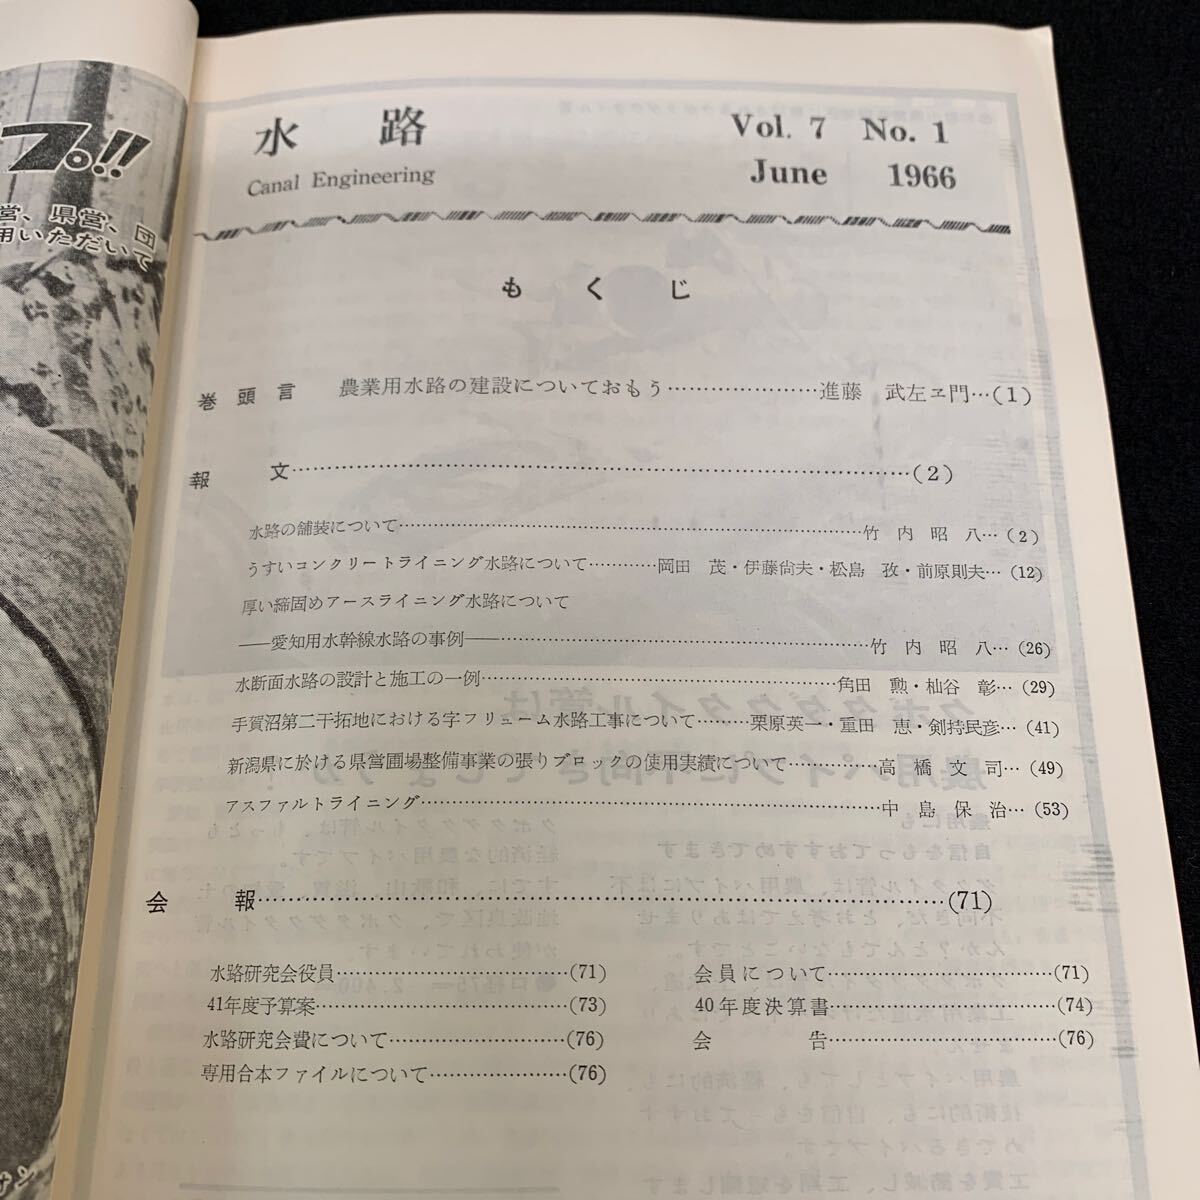 プ!!
営、県営、団
用いただいて
水路
Canal Engineering
Vol. 7 No. 1
June 1966
もくじ
巻頭言 農業用水路の建設についておもう……………………進藤 武左ヱ門…(1)
報文……………………………………………………(2)
水路の舗装について……………………………………竹内昭八…(2)
うすいコンクリートライニング水路について…………岡田 茂・伊藤尙夫・松島 孜・前原則夫…(12)
厚い締固めアースライニング水路について
――愛知用水幹線水路の事例――……………………竹内昭八…(26)
水断面水路の設計と施工の一例……………………角田 勲・杣谷 彰…(29)
手賀沼第二干拓地における字フリューム水路工事について………栗原英一・重田 恵・剣持民彦…(41)
新潟県に於ける県営圃場整備事業の張りブロックの使用実績について…………高橋文司…(49)
アスファルトライニング……………………………中島保治…(53)
会報……………………………………………………(71)
水路研究会役員……………………(71)
会員について……………………(71)
41年度予算案……………………(73)
40年度決算書……………………(74)
水路研究会費について……………………(76)
会告……………………(76)
専用合本ファイルについて…………………(76)